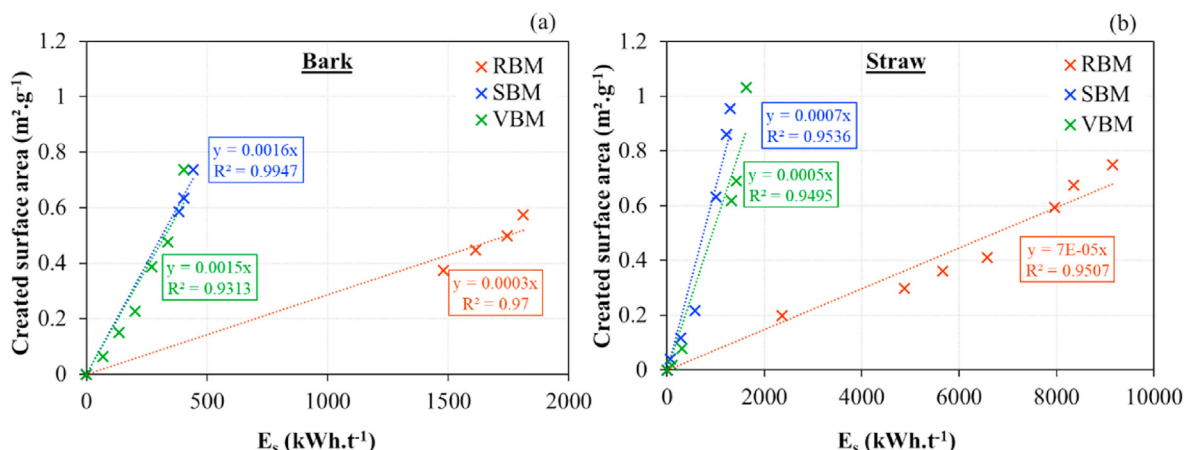 (a)
Bark
RBM
SBM
VBM
y = 0.0016x
R² = 0.9947
y = 0.0015x
R² = 0.9313
y = 0.0003x
R² = 0.97
Created surface area (m².g⁻¹)
1.2
1
0.8
0.6
0.4
0.2
0
0 500 1000 1500 2000
Eₛ (kWh.t⁻¹)
(b)
Straw
RBM
SBM
VBM
y = 0.0007x
R² = 0.9536
y = 0.0005x
R² = 0.9495
y = 7E-05x
R² = 0.9507
Created surface area (m².g⁻¹)
1.2
1
0.8
0.6
0.4
0.2
0
0 2000 4000 6000 8000 10000
Eₛ (kWh.t⁻¹)